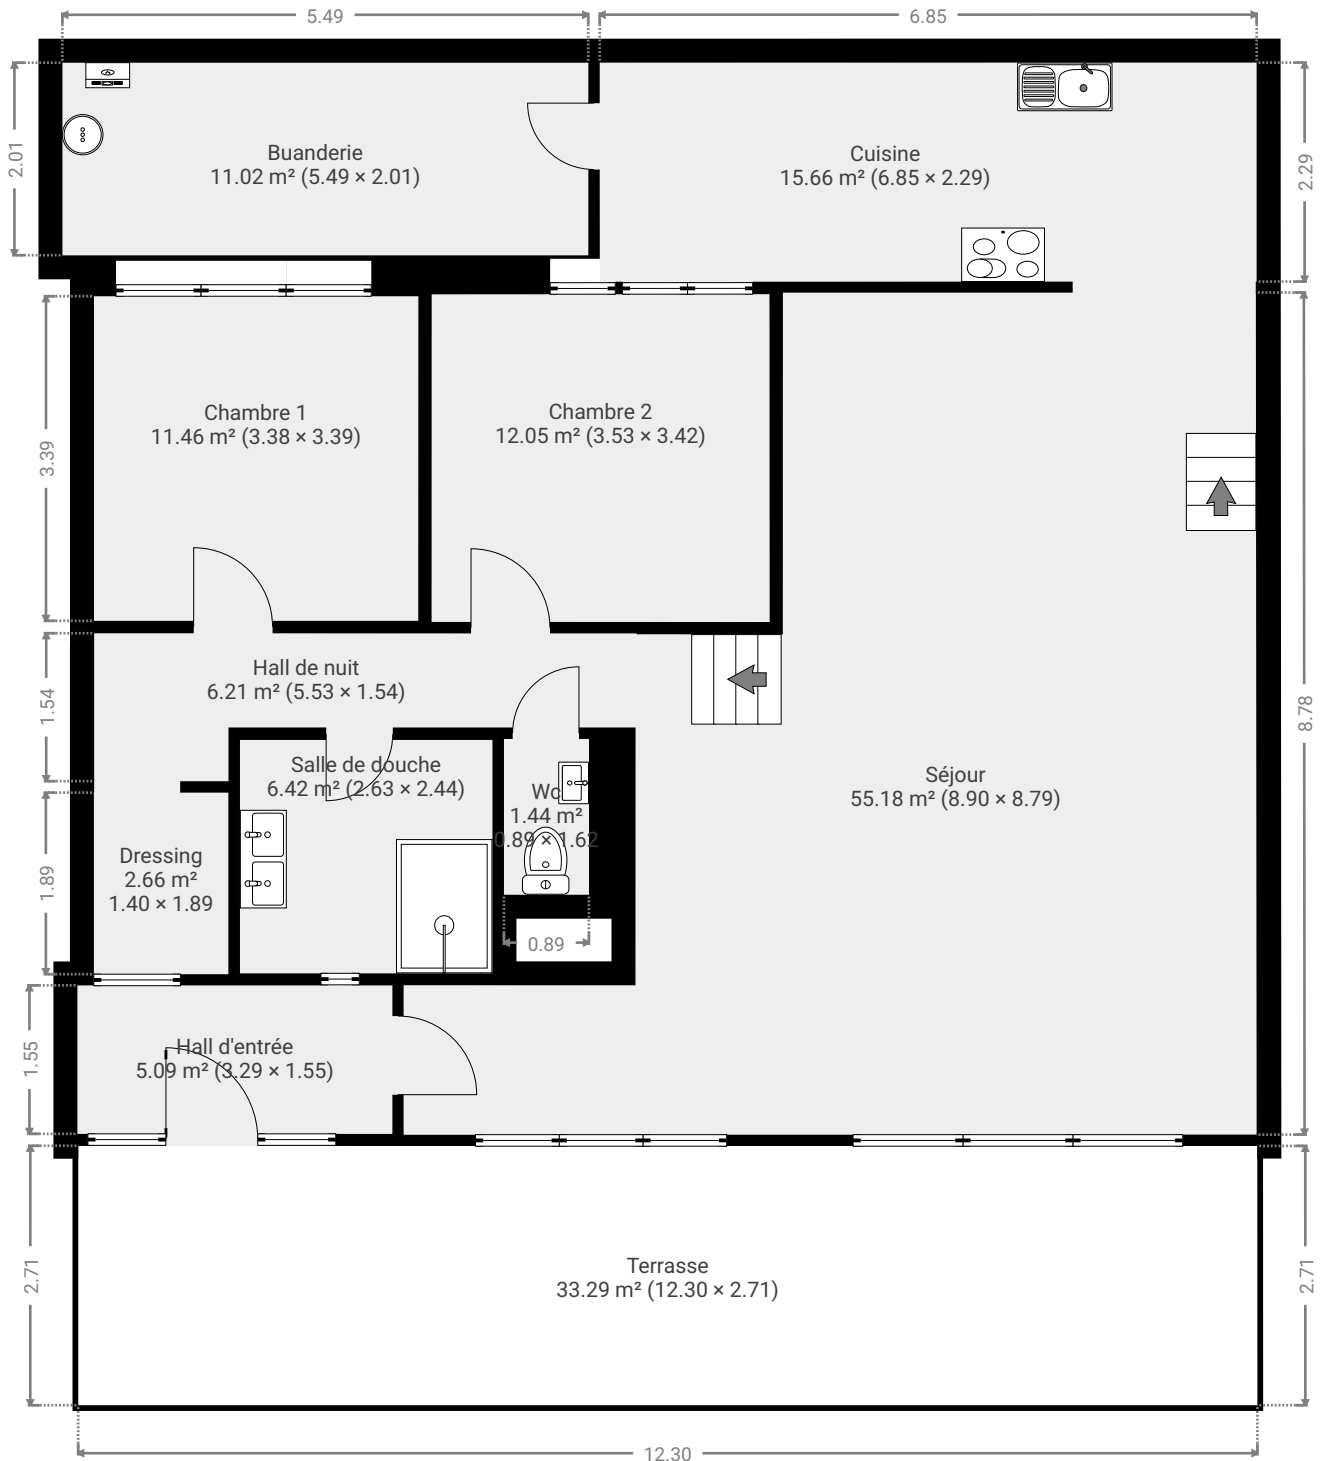 5.49
6.85
2.01
Buanderie
11.02 m² (5.49 × 2.01)
Cuisine
15.66 m² (6.85 × 2.29)
2.29
3.39
Chambre 1
11.46 m² (3.38 × 3.39)
Chambre 2
12.05 m² (3.53 × 3.42)
1.54
Hall de nuit
6.21 m² (5.53 × 1.54)
8.78
Salle de douche
6.42 m² (2.63 × 2.44)
Wc
1.44 m²
0.89 × 1.62
Séjour
55.18 m² (8.90 × 8.79)
1.89
Dressing
2.66 m²
1.40 × 1.89
0.89
1.55
Hall d'entrée
5.09 m² (3.29 × 1.55)
2.71
Terrasse
33.29 m² (12.30 × 2.71)
2.71
12.30